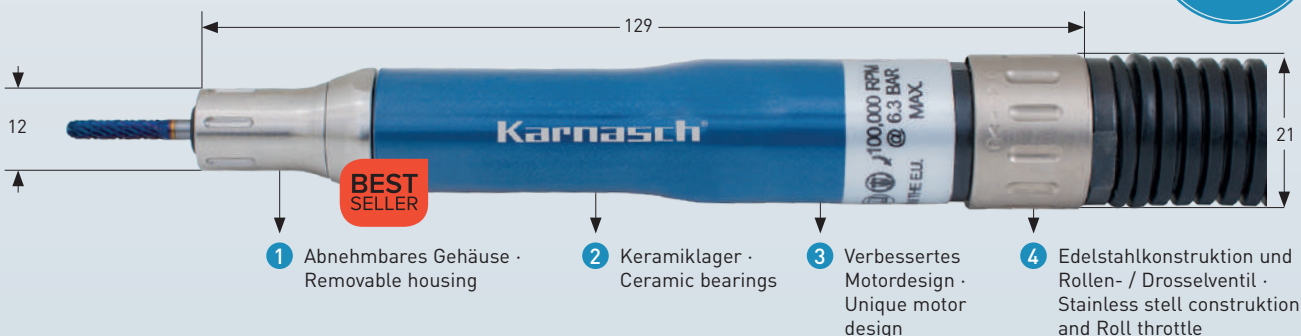 129
12
Karnasch®
100,000 RPM
@ 6.3 BAR
MAX.
THE E.U.
21
BEST
SELLER
1 Abnehmbares Gehäuse ·
Removable housing
2 Keramiklager ·
Ceramic bearings
3 Verbessertes
Motordesign ·
Unique motor
design
4 Edelstahlkonstruktion und
Rollen- / Drosselventil ·
Stainless stell construktion
and Roll throttle